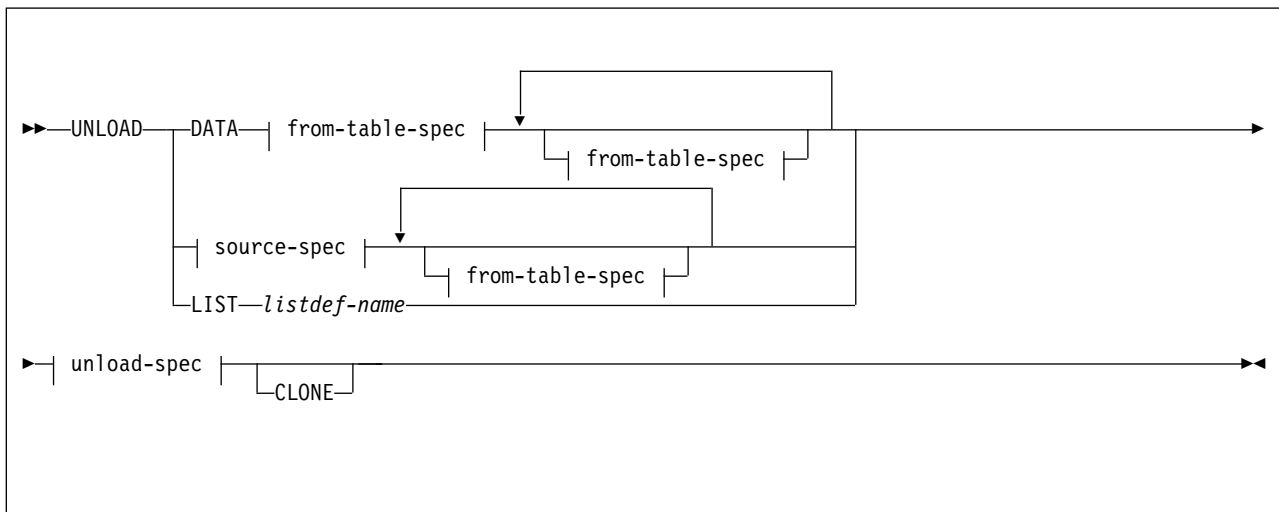 UNLOAD DATA from-table-spec
from-table-spec
source-spec
from-table-spec
LIST listdef-name
unload-spec
CLONE